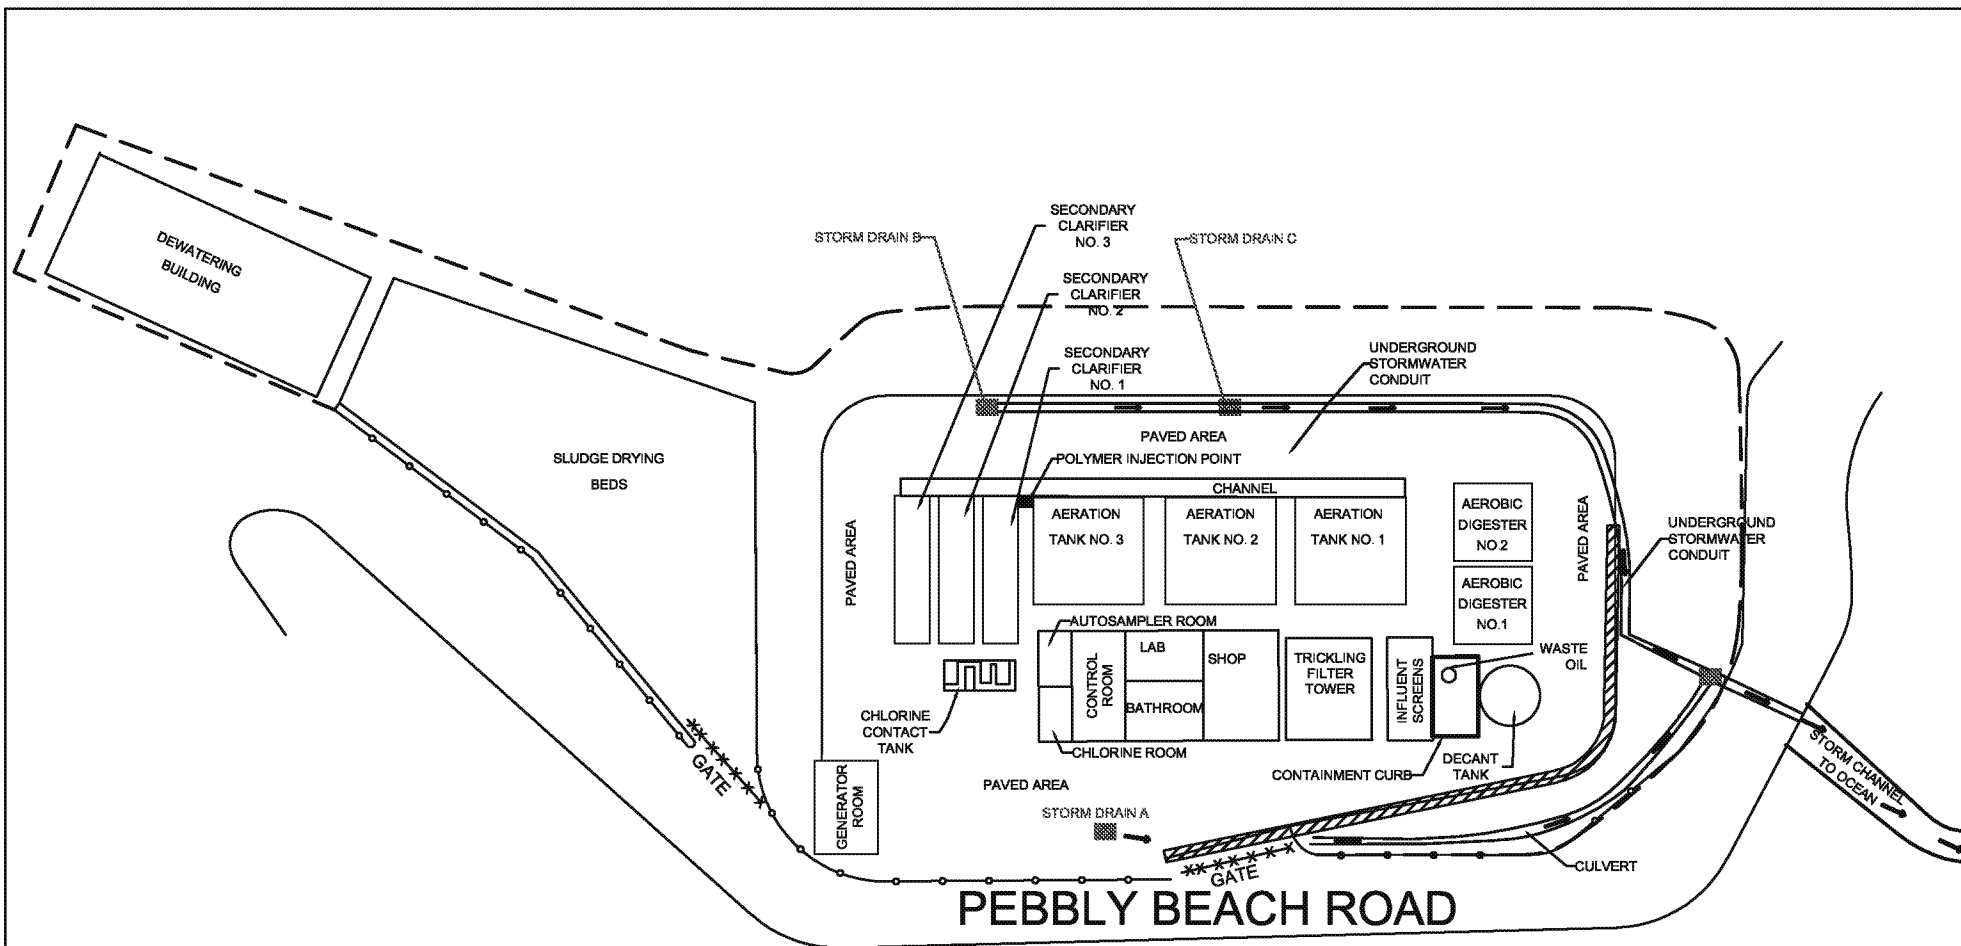 DEWATERING
BUILDING
SLUDGE DRYING
BEDS
GATE
STORM DRAIN B
SECONDARY
CLARIFIER
NO. 3
STORM DRAIN C
SECONDARY
CLARIFIER
NO. 2
SECONDARY
CLARIFIER
NO. 1
UNDERGROUND
STORMWATER
CONDUIT
PAVED AREA
POLYMER INJECTION POINT
CHANNEL
PAVED AREA
AERATION
TANK NO. 3
AERATION
TANK NO. 2
AERATION
TANK NO. 1
AEROBIC
DIGESTER
NO.2
PAVED AREA
UNDERGROUND
STORMWATER
CONDUIT
AEROBIC
DIGESTER
NO.1
AUTOSAMPLER ROOM
CONTROL
ROOM
LAB
SHOP
BATHROOM
TRICKLING
FILTER
TOWER
INFLUENT
SCREENS
WASTE
OIL
CHLORINE
CONTACT
TANK
CHLORINE ROOM
CONTAINMENT CURB
DECANT
TANK
STORM CHANNEL
TO OCEAN
GENERATOR
ROOM
PAVED AREA
STORM DRAIN A
GATE
CULVERT
PEBBLY BEACH ROAD